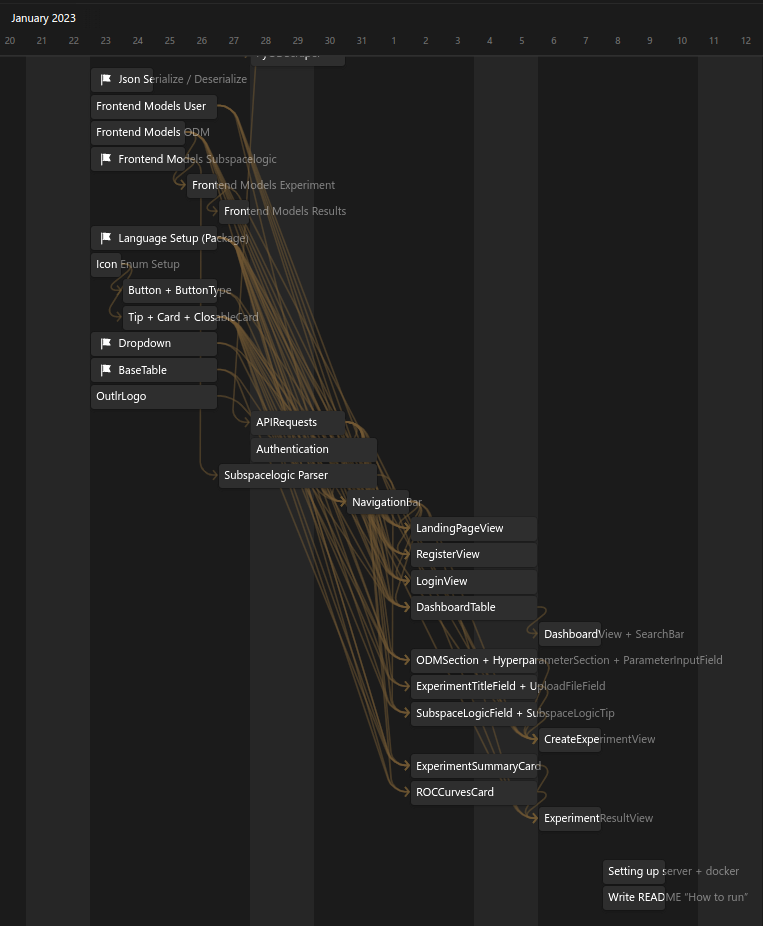 January 2023
20 21 22 23 24 25 26 27 28 29 30 31 1 2 3 4 5 6 7 8 9 10 11 12
Json Serialize / Deserialize
Frontend Models User
Frontend Models ODM
Frontend Models Subspacelogic
Frontend Models Experiment
Frontend Models Results
Language Setup (Package)
Icon Enum Setup
Button + ButtonType
Tip + Card + ClosableCard
Dropdown
BaseTable
OutlrLogo
APIRequests
Authentication
Subspacelogic Parser
NavigationBar
LandingPageView
RegisterView
LoginView
DashboardTable
DashboardView + SearchBar
ODMSection + HyperparameterSection + ParameterInputField
ExperimentTitleField + UploadFileField
SubspaceLogicField + SubspaceLogicTip
CreateExperimentView
ExperimentSummaryCard
ROCCurvesCard
ExperimentResultView
Setting up server + docker
Write README "How to run"